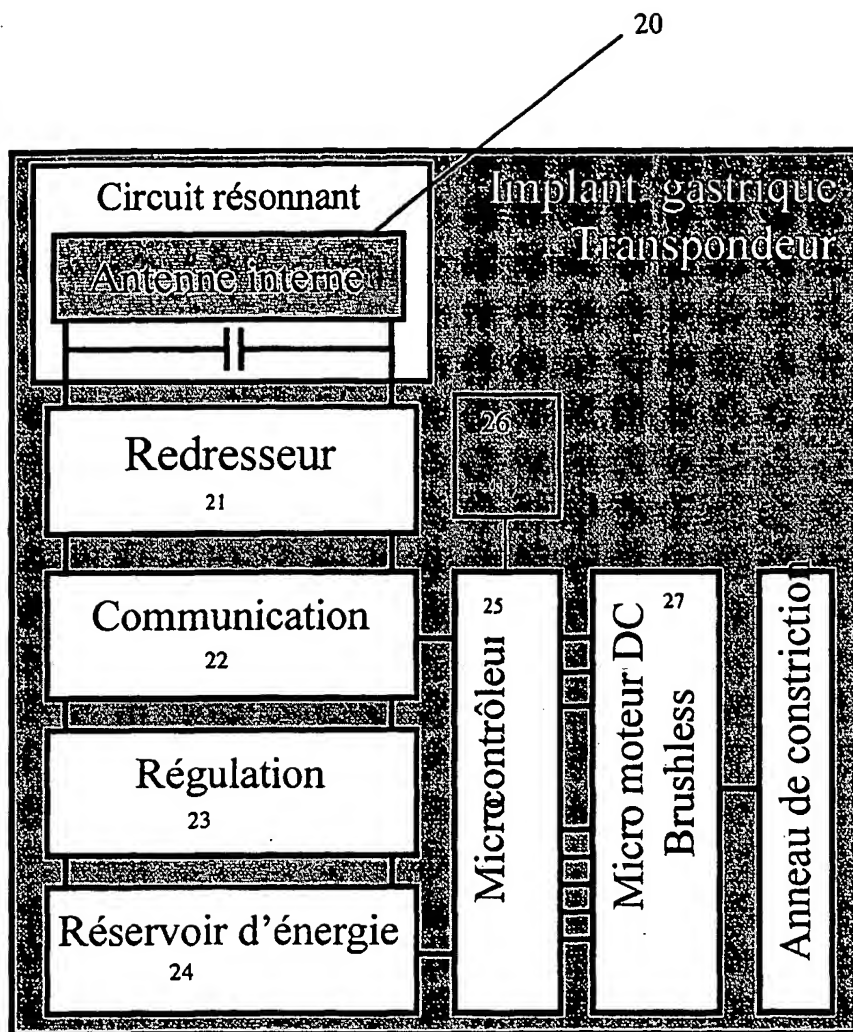 20
Circuit résonnant
Antenne interne
Implant gastrique
Transpondeur
Redresseur
21
26
Communication
22
25
Microcontrôleur
27
Micro moteur DC
Brushless
Anneau de constriction
Régulation
23
Réservoir d'énergie
24